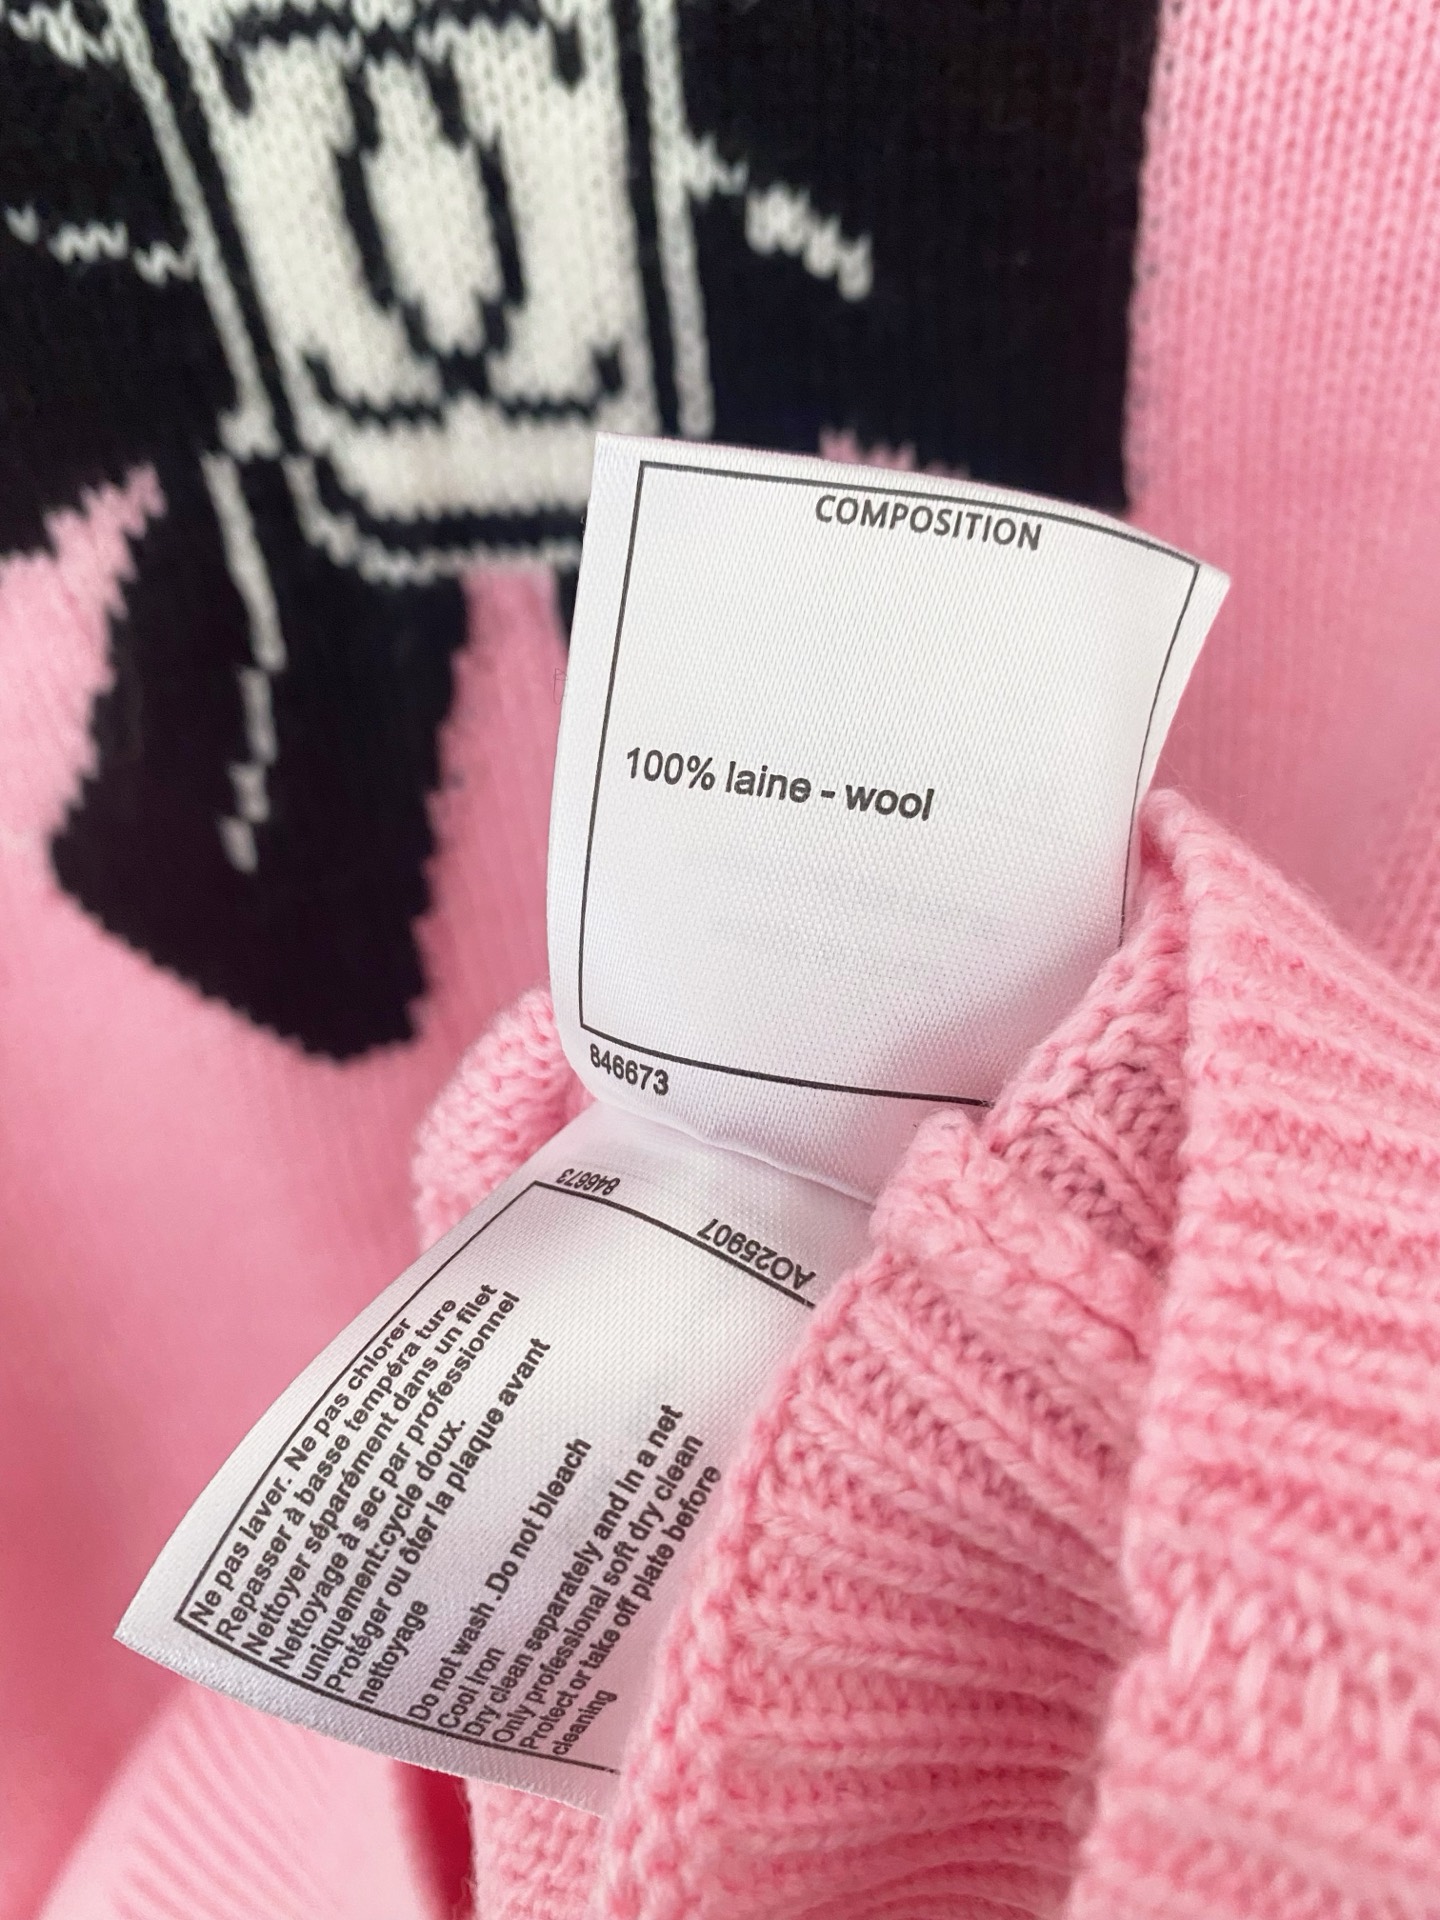 COMPOSITION
100% laine - wool
846673
846673
AO25907
Ne pas laver. Ne pas chlorer
Repasser à basse tempéra ture
Nettoyer séparément dans un filet
Nettoyage à sec par professionnel
uniquement:cycle doux.
Protéger ou ôter la plaque avant
nettoyage
Do not wash .Do not bleach
Cool Iron
Dry clean separately and in a net
Only professional soft dry clean
Protect or take off plate before
cleaning